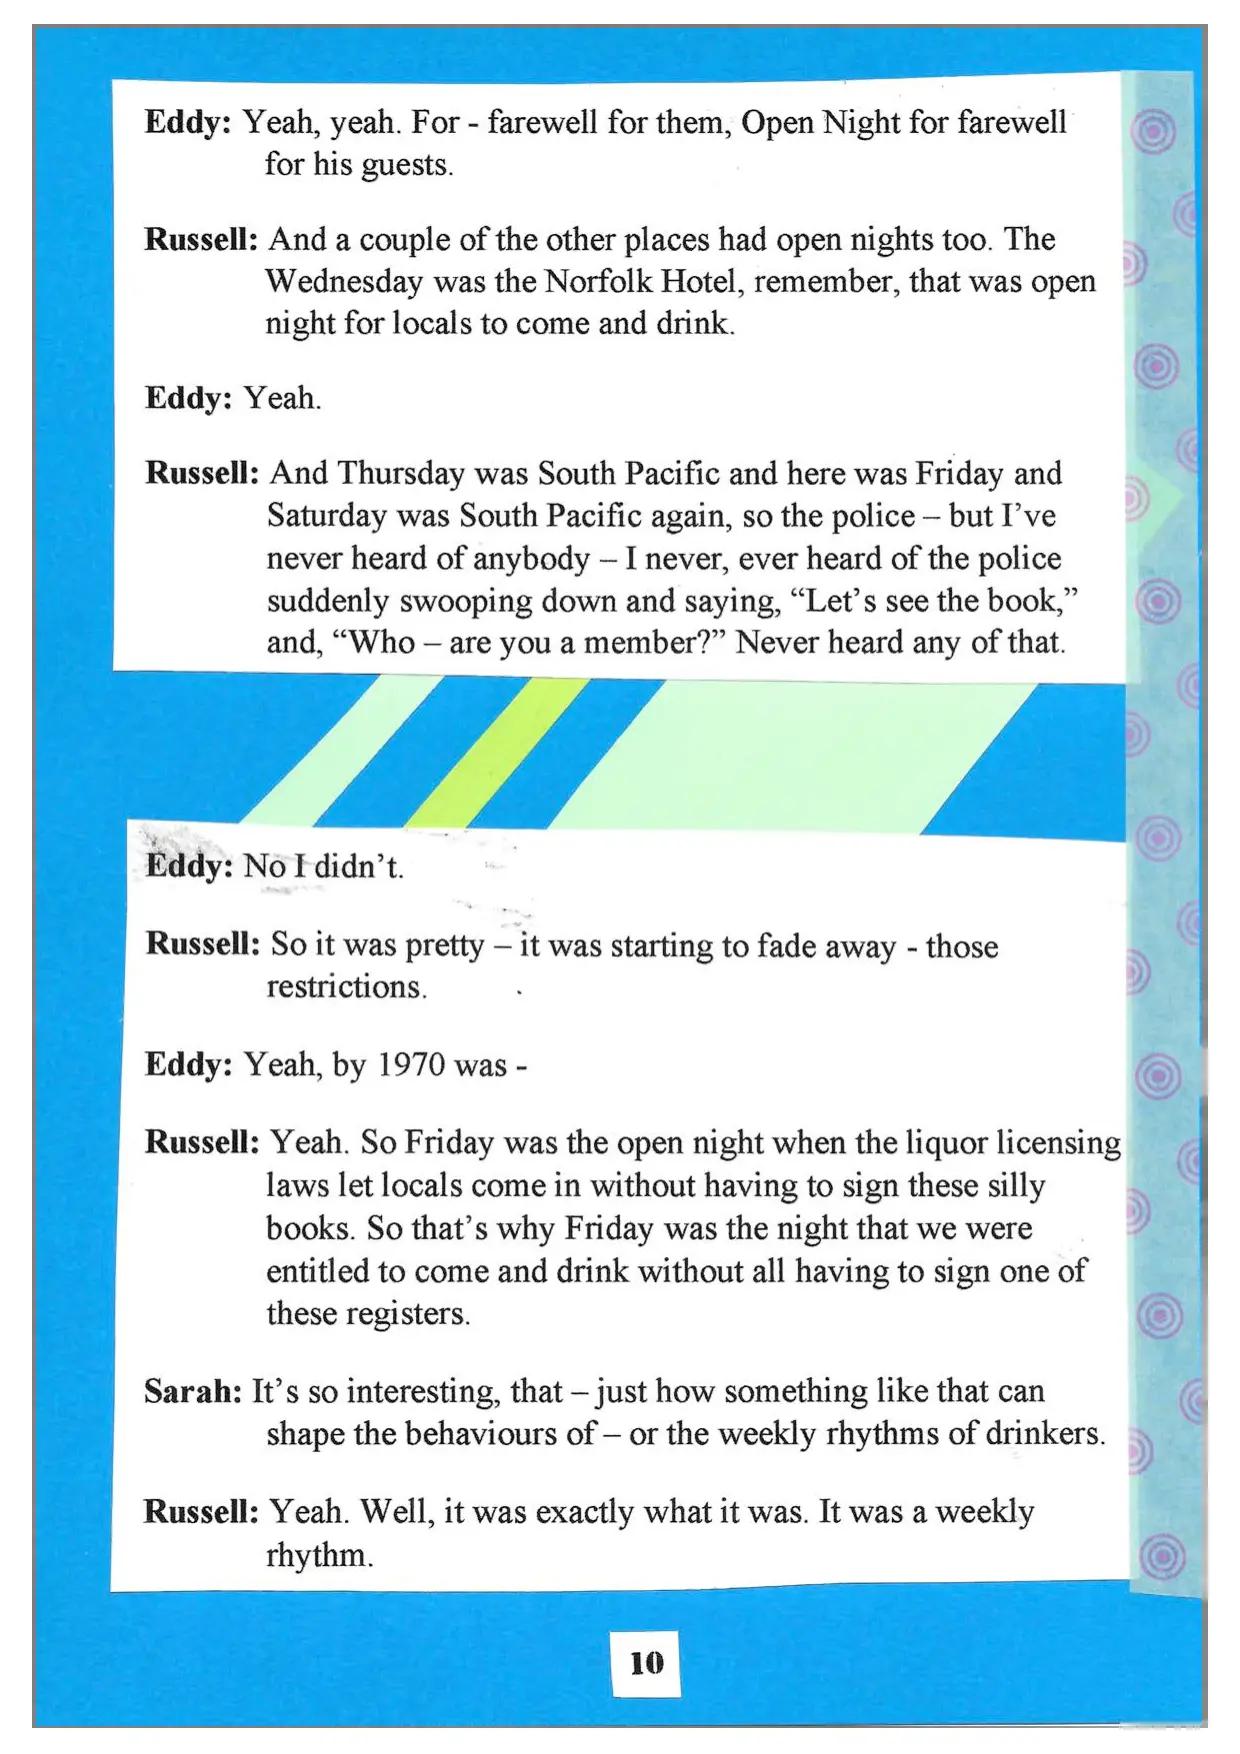 Eddy: Yeah, yeah. For - farewell for them, Open Night for farewell
for his guests.
Russell: And a couple of the other places had open nights too. The
Wednesday was the Norfolk Hotel, remember, that was open
night for locals to come and drink.
Eddy: Yeah.
Russell: And Thursday was South Pacific and here was Friday and
Saturday was South Pacific again, so the police – but I’ve
never heard of anybody – I never, ever heard of the police
suddenly swooping down and saying, “Let’s see the book,”
and, “Who – are you a member?” Never heard any of that.
Eddy: No I didn’t.
Russell: So it was pretty – it was starting to fade away - those
restrictions.
Eddy: Yeah, by 1970 was -
Russell: Yeah. So Friday was the open night when the liquor licensing
laws let locals come in without having to sign these silly
books. So that’s why Friday was the night that we were
entitled to come and drink without all having to sign one of
these registers.
Sarah: It’s so interesting, that – just how something like that can
shape the behaviours of – or the weekly rhythms of drinkers.
Russell: Yeah. Well, it was exactly what it was. It was a weekly
rhythm.
10